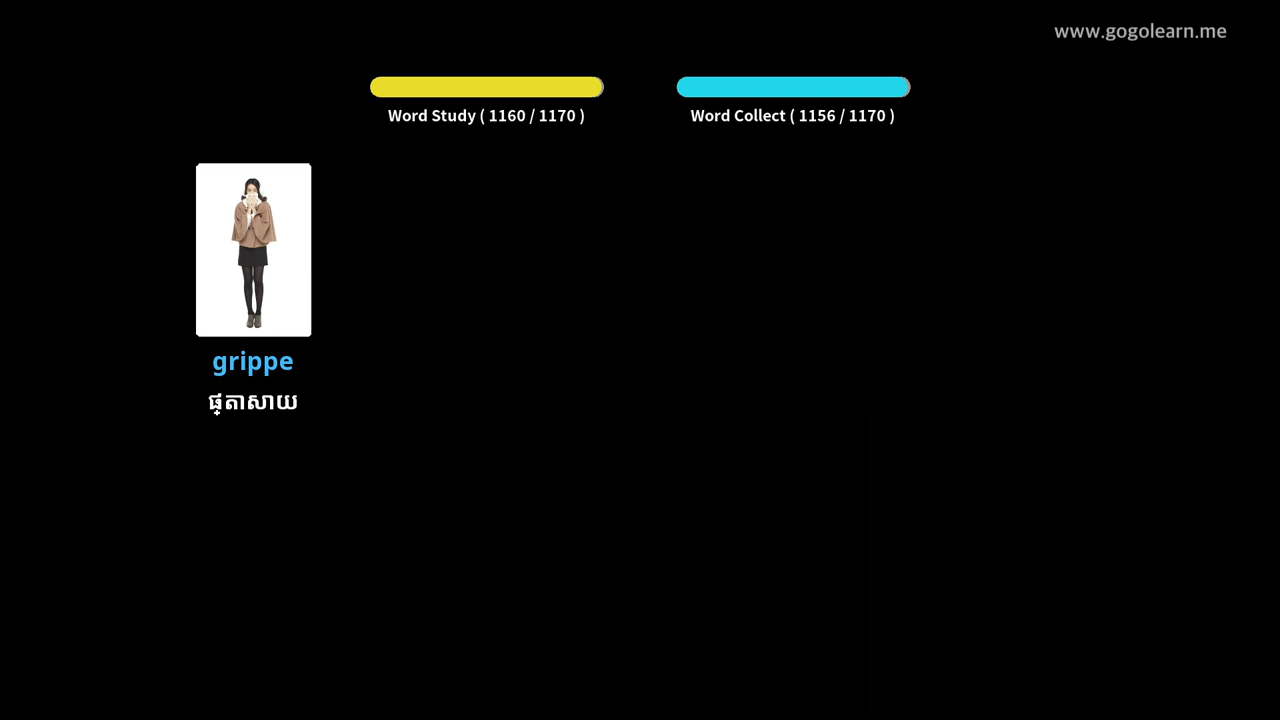 www.gogolearn.me
Word Study ( 1160 / 1170 )
Word Collect ( 1156 / 1170 )
grippe
ផ្តាសាយ